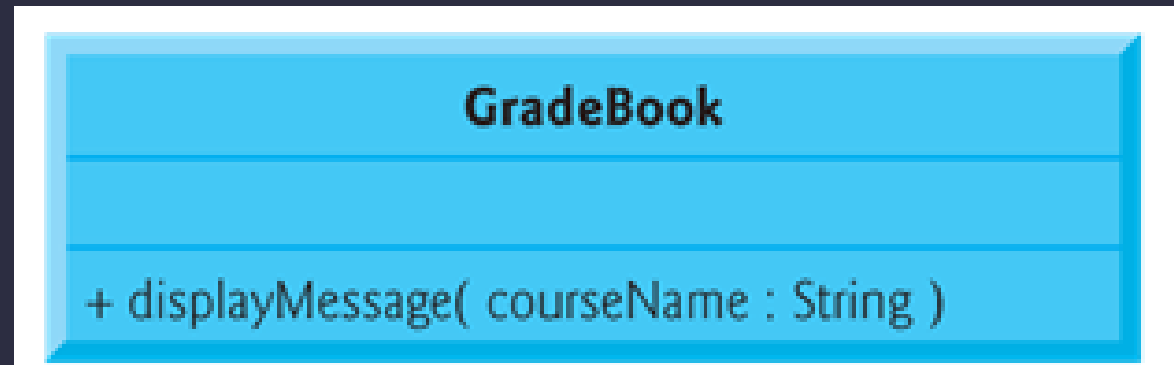 GradeBook
+ displayMessage( courseName : String )